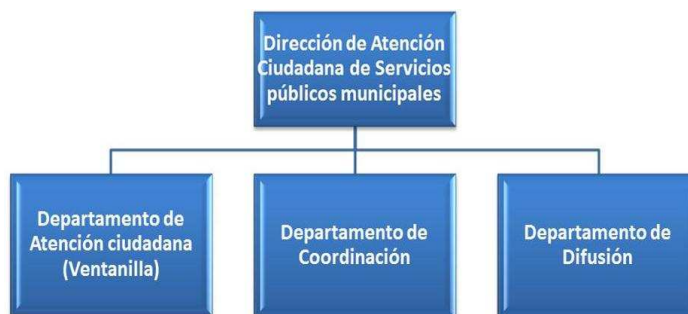 Dirección de Atención
Ciudadana de Servicios
públicos municipales
Departamento de
Atención ciudadana
(Ventanilla)
Departamento de
Coordinación
Departamento de
Difusión